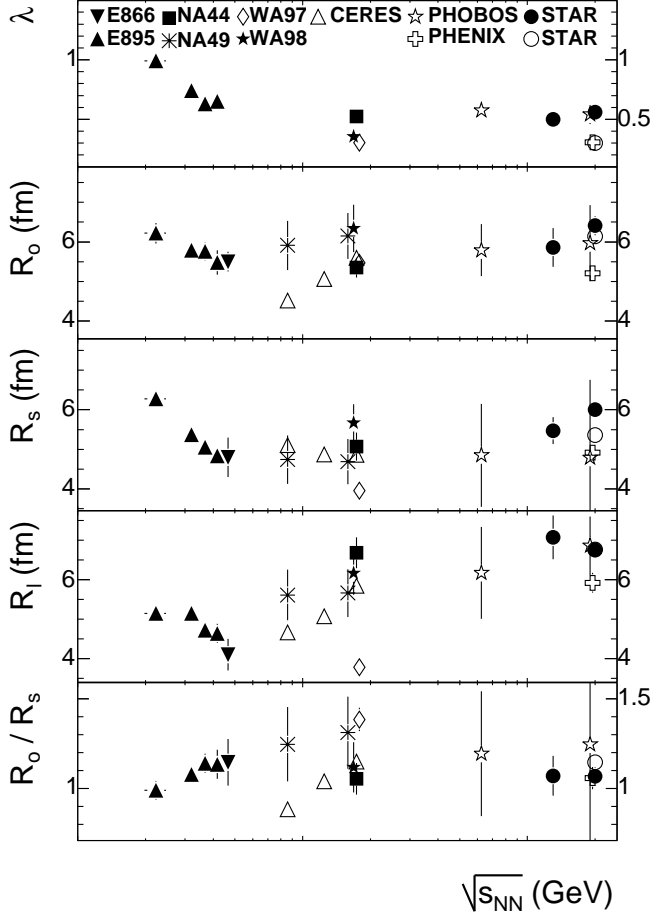 λ
E866 NA44 WA97 CERES PHOBOS STAR
E895 NA49 WA98 PHENIX STAR
1
1
0.5
R_o (fm)
6
6
4
4
R_s (fm)
6
6
4
4
R_l (fm)
6
6
4
4
R_o / R_s
1.5
1
1
√s_NN (GeV)